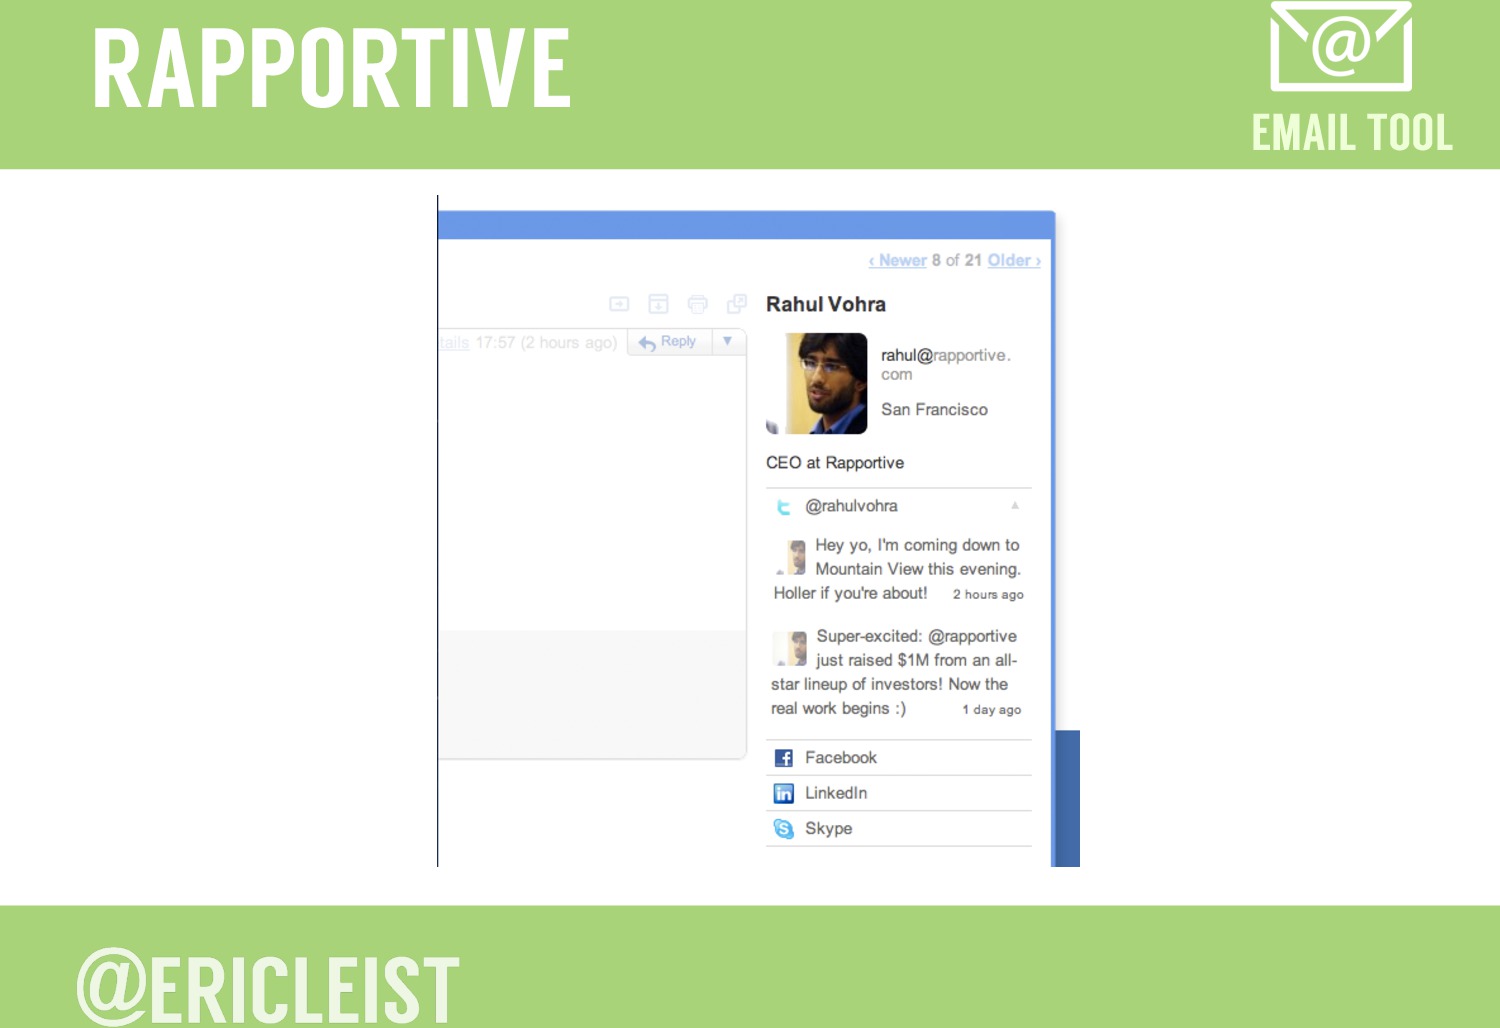 RAPPORTIVE
@
EMAIL TOOL
‹ Newer 8 of 21 Older ›
Rahul Vohra
tails 17:57 (2 hours ago) Reply
rahul@rapportive.
com
San Francisco
CEO at Rapportive
@rahulvohra
Hey yo, I'm coming down to
Mountain View this evening.
Holler if you're about! 2 hours ago
Super-excited: @rapportive
just raised $1M from an all-
star lineup of investors! Now the
real work begins :) 1 day ago
Facebook
LinkedIn
Skype
@ERICLEIST